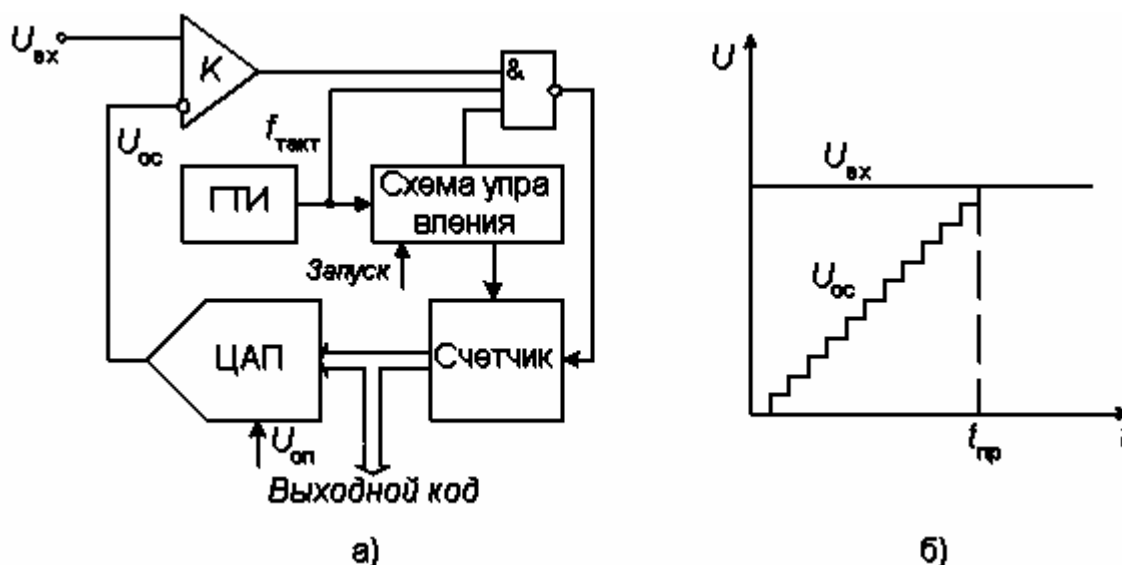 Uвх
K
&
Uос
fтакт
ГТИ
Схема упра
вления
Запуск
ЦАП
Счетчик
Uоп
Выходной код
а)
U
Uвх
Uос
tпр
t
б)